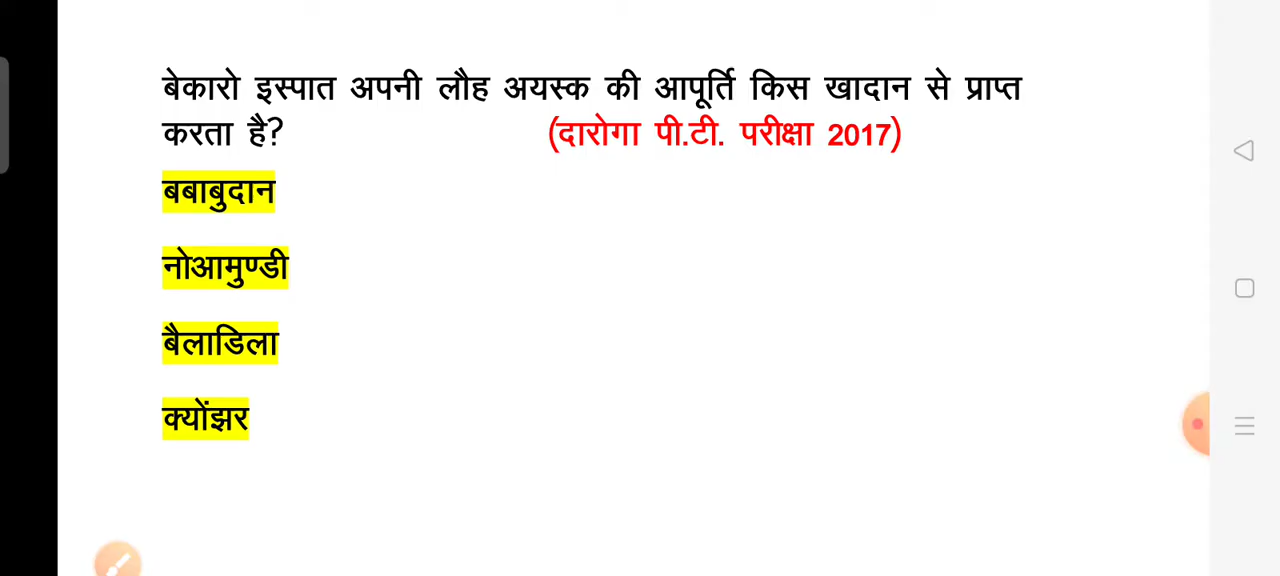 बेकारो इस्पात अपनी लौह अयस्क की आपूर्ति किस खादान से प्राप्त
करता है? (दारोगा पी.टी. परीक्षा 2017)
बबाबुदान
नोआमुण्डी
बैलाडिला
क्योंझर